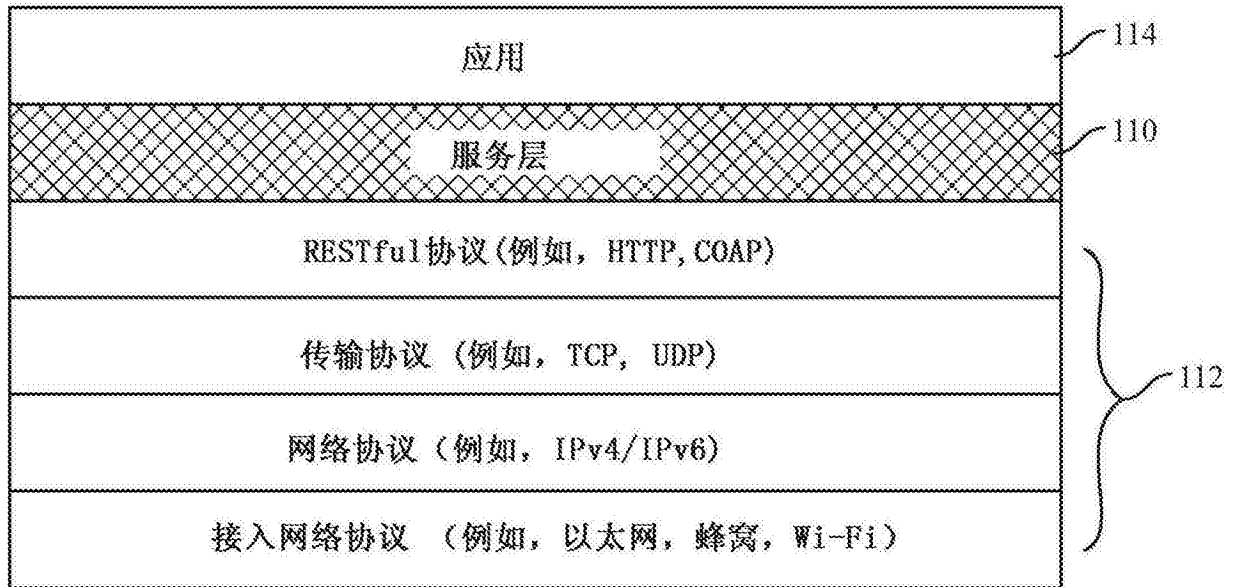 应用
114
服务层
110
RESTful协议(例如，HTTP,COAP)
传输协议 (例如，TCP, UDP)
112
网络协议（例如，IPv4/IPv6)
接入网络协议 （例如，以太网，蜂窝，Wi-Fi）